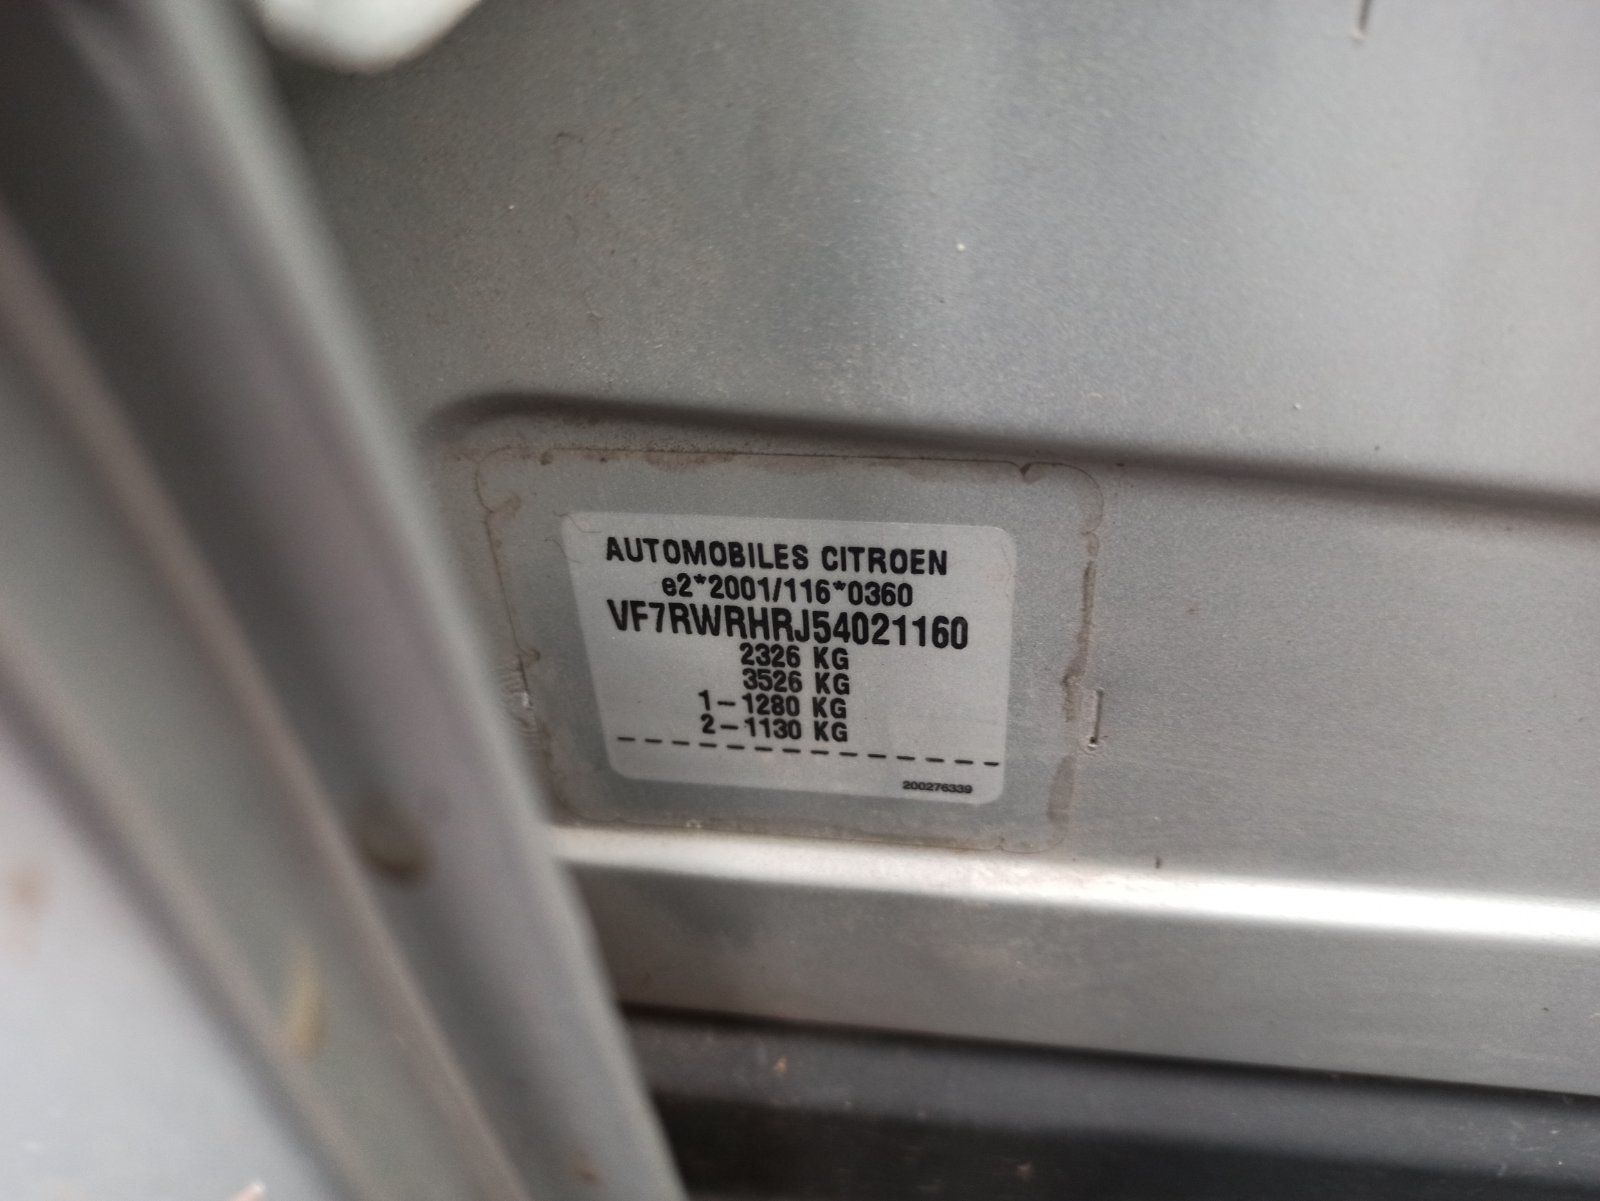 AUTOMOBILES CITROEN
e2*2001/116*0360
VF7RWRHRJ54021160
2326 KG
3526 KG
1-1280 KG
2-1130 KG
200276339